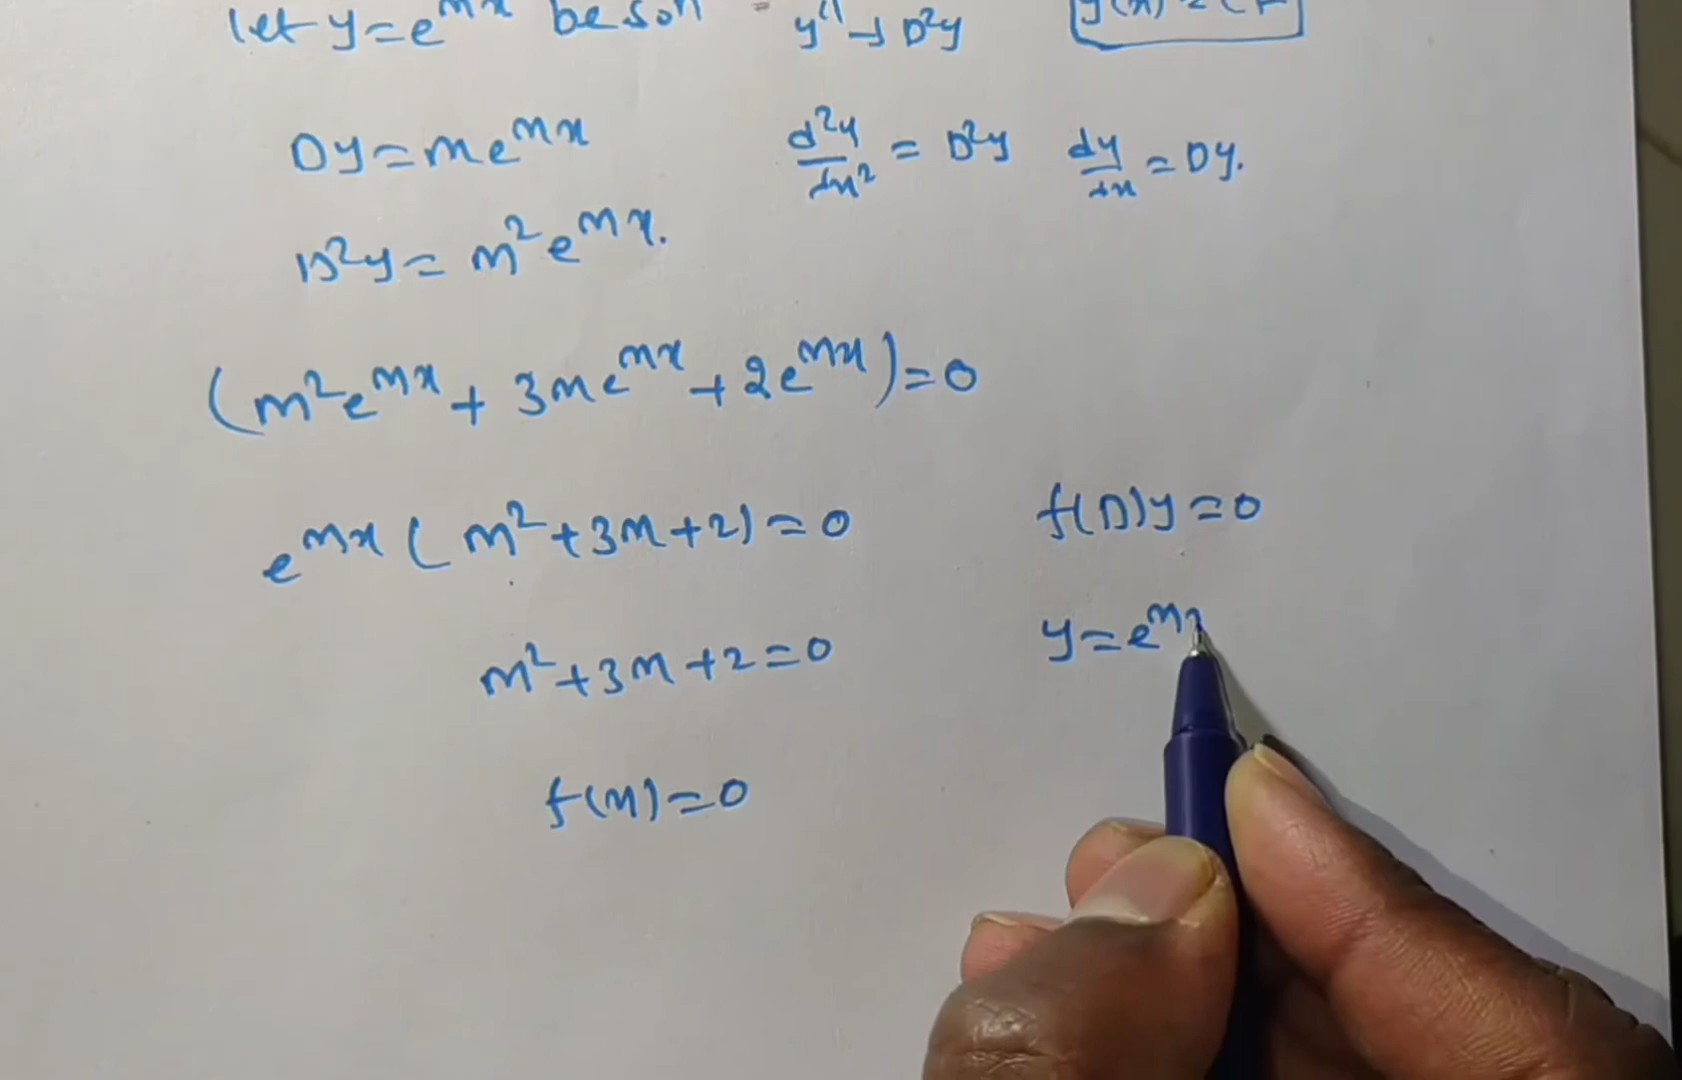 let y=e^mx be soln
y'' → D²y
Dy=me^mx
d²y/dx² = D²y
dy/dx = Dy.
D²y = m²e^mx.
(m²e^mx + 3me^mx + 2e^mx)=0
e^mx (m²+3m+2)=0
f(D)y=0
m²+3m+2=0
y=e^mx
f(m)=0